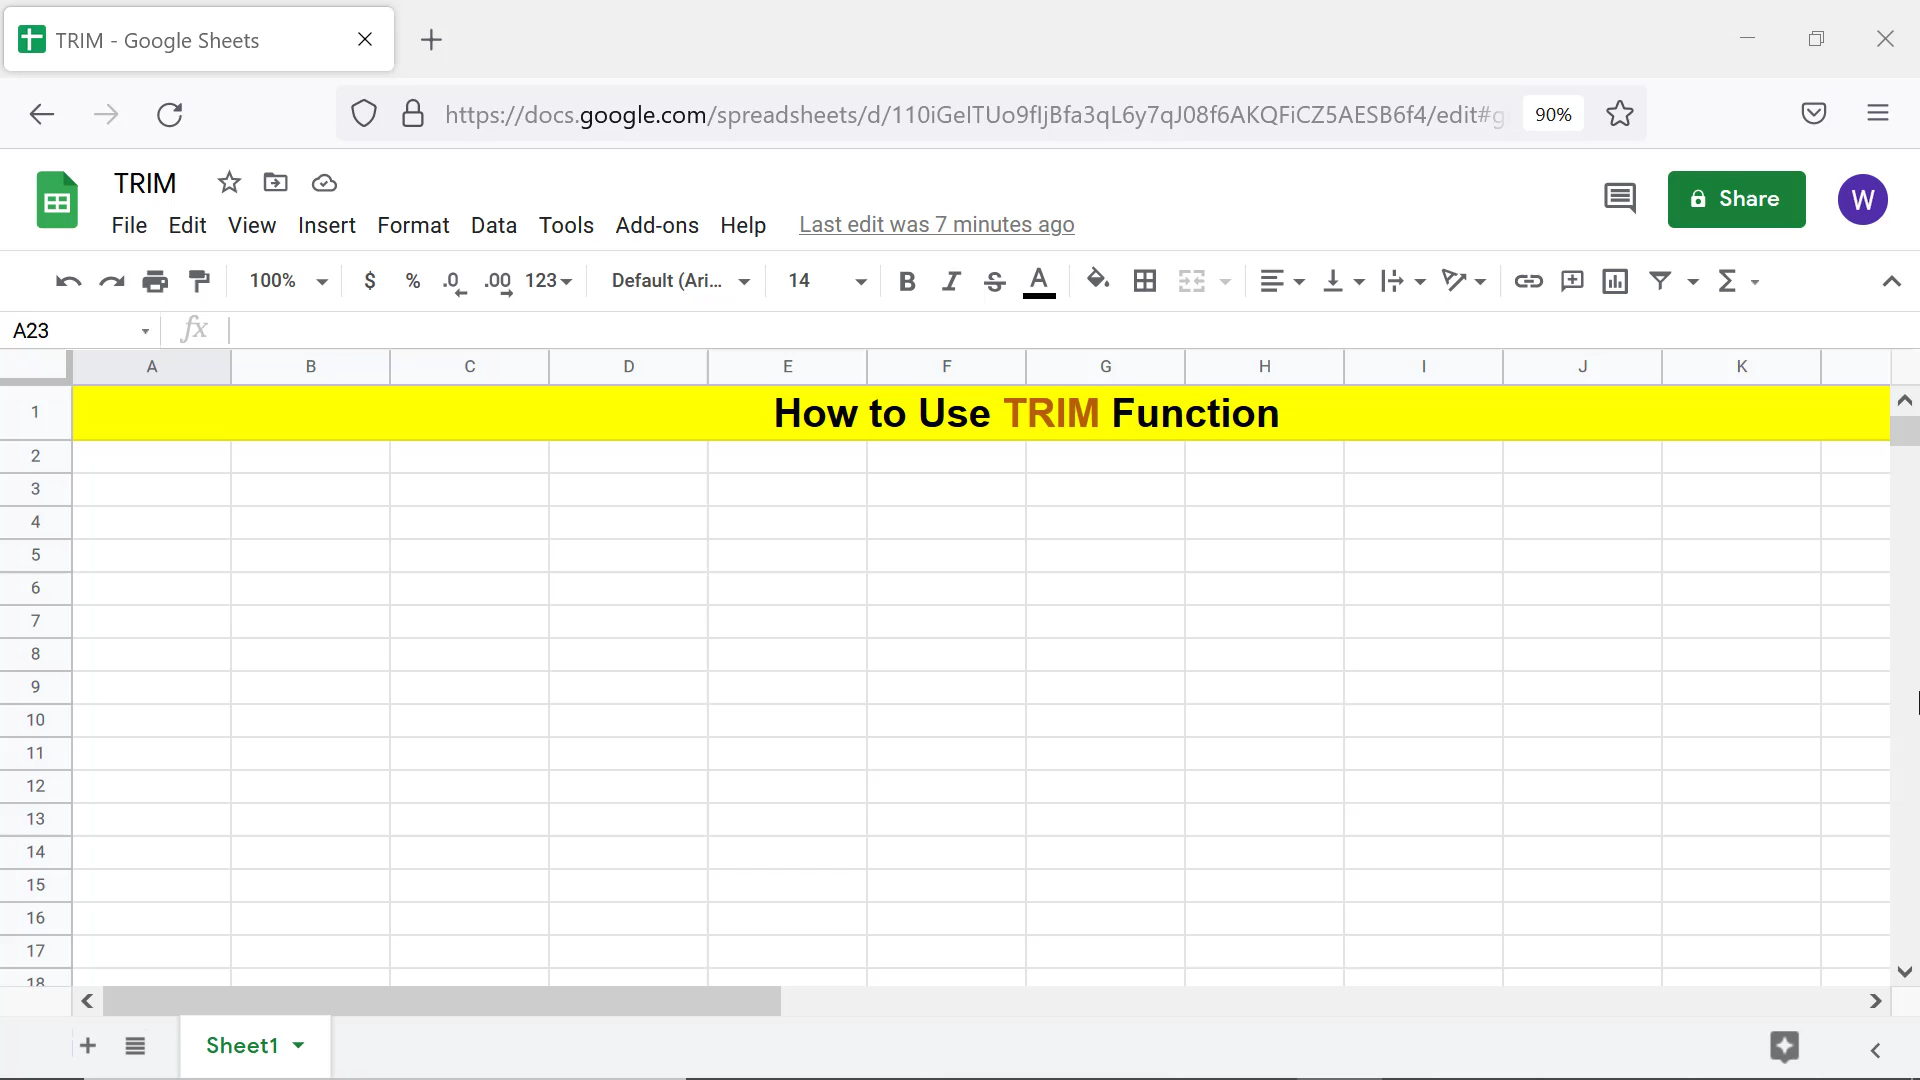 TRIM - Google Sheets
https://docs.google.com/spreadsheets/d/110iGeITUo9fIjBfa3qL6y7qJ08f6AKQFiCZ5AESB6f4/edit#g
90%
TRIM
File Edit View Insert Format Data Tools Add-ons Help Last edit was 7 minutes ago
Share
W
100% $ % .0 .00 123 Default (Ari... 14 B I S A Σ
A23 fx
A B C D E F G H I J K
1 How to Use TRIM Function
2
3
4
5
6
7
8
9
10
11
12
13
14
15
16
17
18
Sheet1